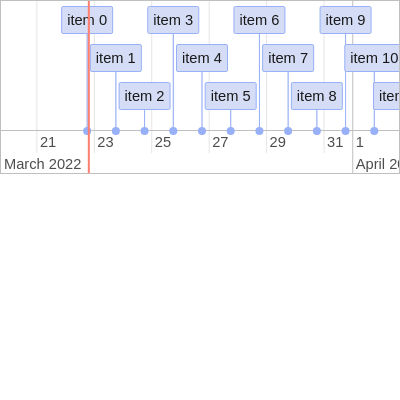 item 0 item 3 item 6 item 9
item 1 item 4 item 7 item 10
item 2 item 5 item 8
21 23 25 27 29 31 1
March 2022 April